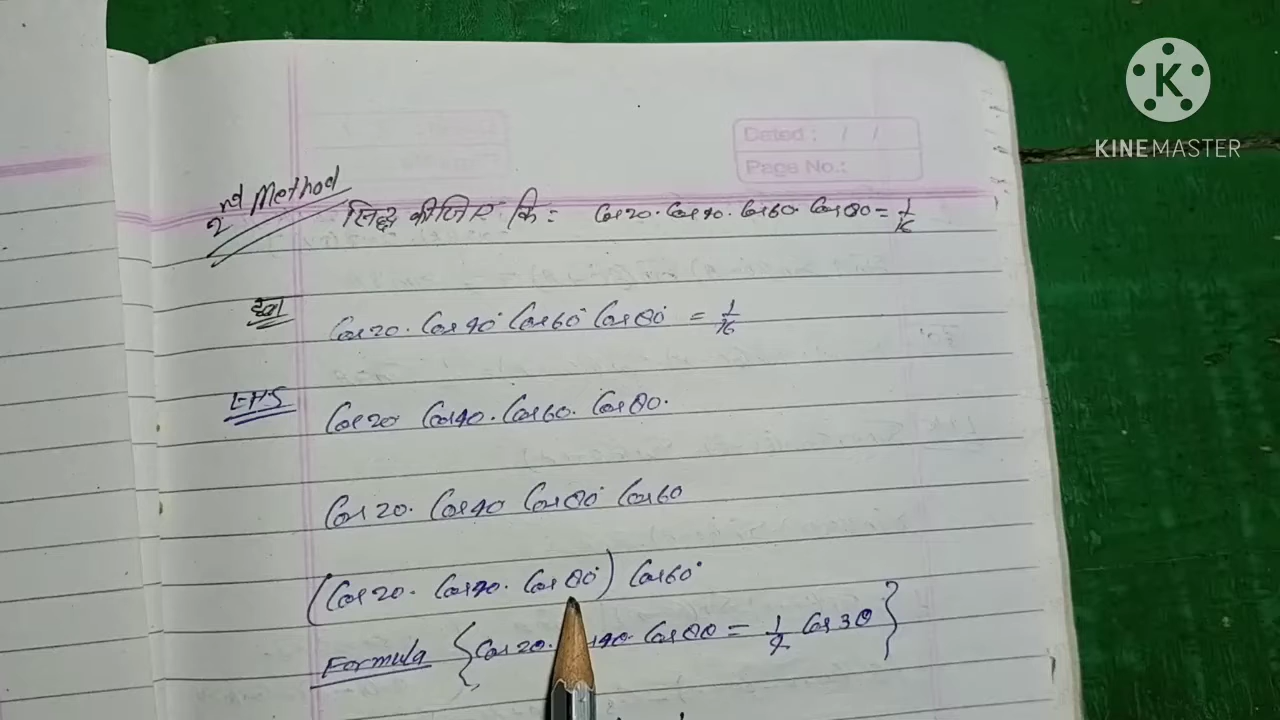 K
KINEMASTER
Dated : / /
Page No.:
2nd Method
सिद्ध कीजिए कि = Cos20. Cos40. Cos60. Cos80 = 1/16
हल Cos20. Cos40° Cos60° Cos80° = 1/16
LHS Cos20 Cos40. Cos60. Cos80.
Cos20. Cos40 Cos80° Cos60
(Cos20. Cos40. Cos80°) Cos60°
Formula { Cos20. Cos80 = 1/4 Cos3θ }